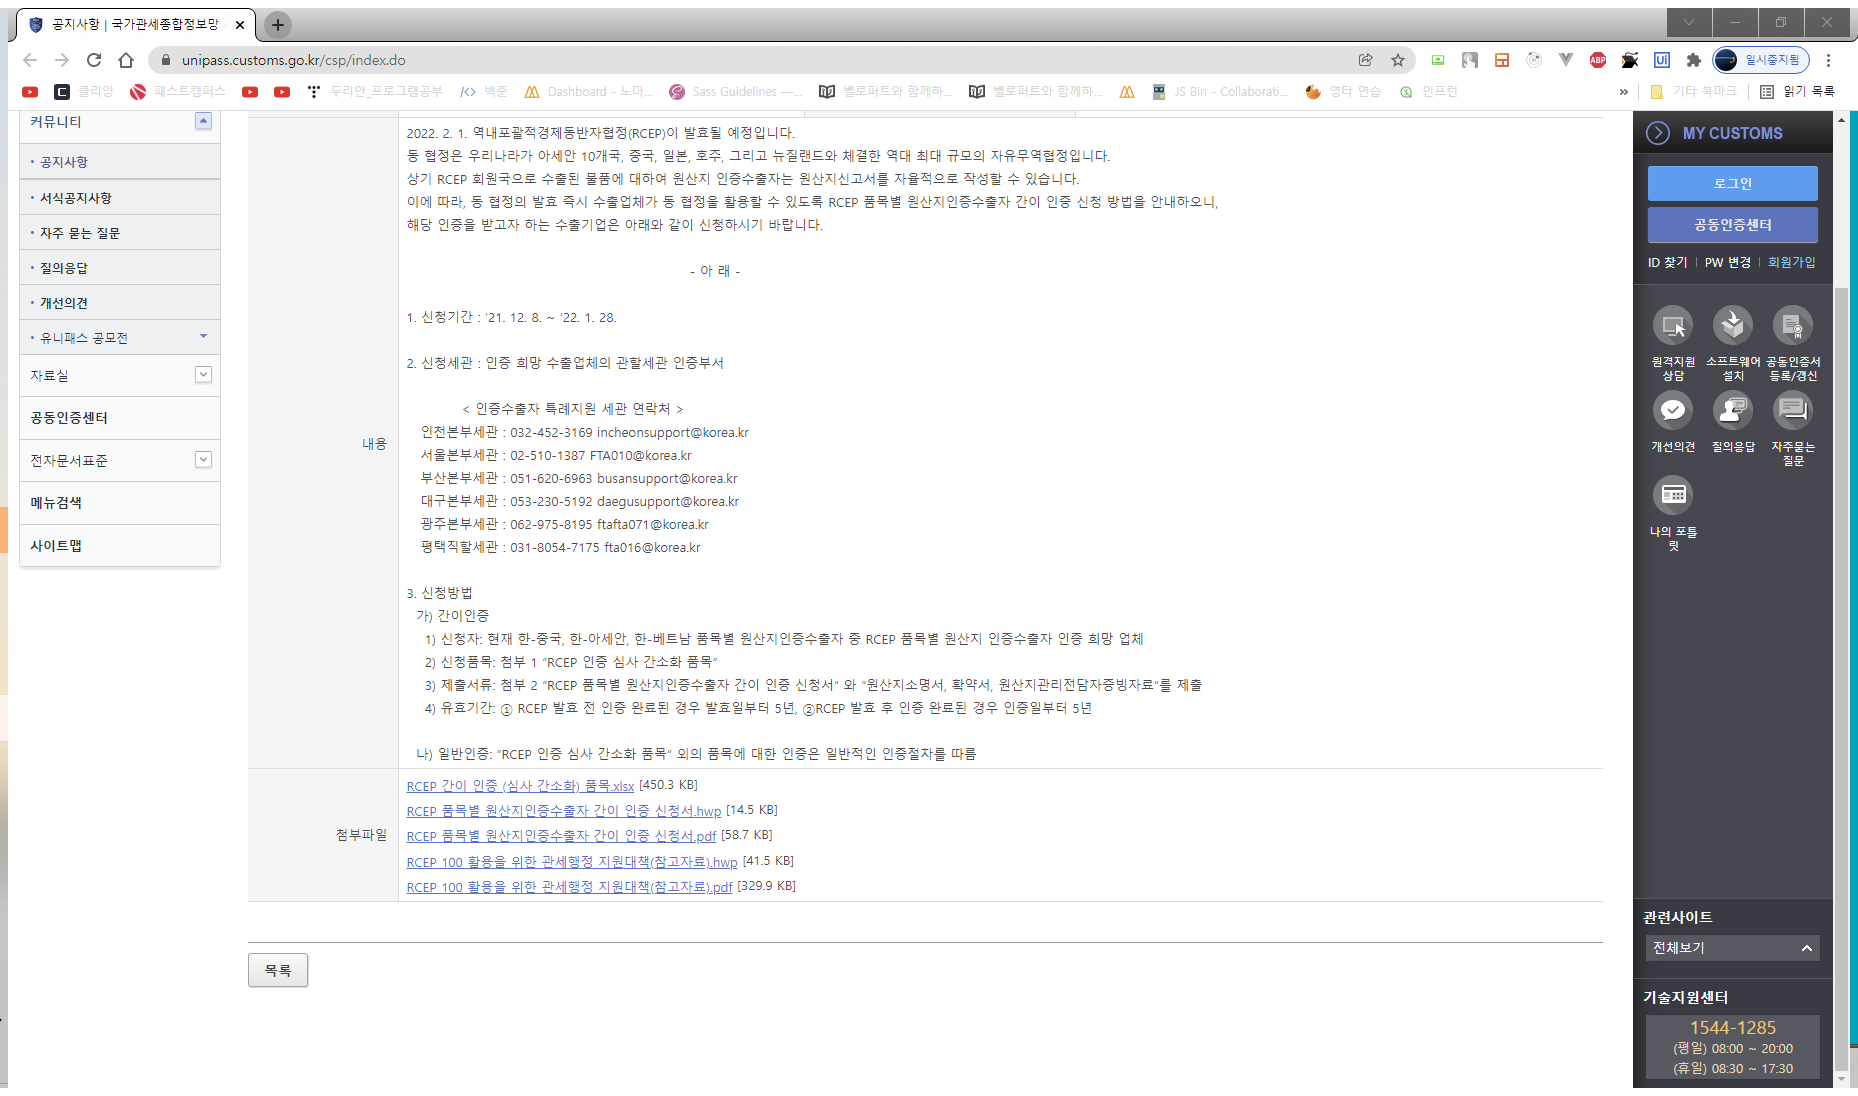 공지사항 | 국가관세종합정보망
unipass.customs.go.kr/csp/index.do
일시중지됨
클리앙
패스트캠퍼스
두리안_프로그램공부
백준
Dashboard - 노마...
Sass Guidelines —...
벨로퍼트와 함께하...
벨로퍼트와 함께하...
JS Bin - Collaborati...
영타 연습
인프런
»
기타 북마크
읽기 목록
커뮤니티
공지사항
서식공지사항
자주 묻는 질문
질의응답
개선의견
유니패스 공모전
자료실
공동인증센터
전자문서표준
메뉴검색
사이트맵
내용
2022. 2. 1. 역내포괄적경제동반자협정(RCEP)이 발효될 예정입니다.
동 협정은 우리나라가 아세안 10개국, 중국, 일본, 호주, 그리고 뉴질랜드와 체결한 역대 최대 규모의 자유무역협정입니다.
상기 RCEP 회원국으로 수출된 물품에 대하여 원산지 인증수출자는 원산지신고서를 자율적으로 작성할 수 있습니다.
이에 따라, 동 협정의 발효 즉시 수출업체가 동 협정을 활용할 수 있도록 RCEP 품목별 원산지인증수출자 간이 인증 신청 방법을 안내하오니,
해당 인증을 받고자 하는 수출기업은 아래와 같이 신청하시기 바랍니다.
- 아 래 -
1. 신청기간 : '21. 12. 8. ~ '22. 1. 28.
2. 신청세관 : 인증 희망 수출업체의 관할세관 인증부서
< 인증수출자 특례지원 세관 연락처 >
인천본부세관 : 032-452-3169 incheonsupport@korea.kr
서울본부세관 : 02-510-1387 FTA010@korea.kr
부산본부세관 : 051-620-6963 busansupport@korea.kr
대구본부세관 : 053-230-5192 daegusupport@korea.kr
광주본부세관 : 062-975-8195 ftafta071@korea.kr
평택직할세관 : 031-8054-7175 fta016@korea.kr
3. 신청방법
가) 간이인증
1) 신청자: 현재 한-중국, 한-아세안, 한-베트남 품목별 원산지인증수출자 중 RCEP 품목별 원산지 인증수출자 인증 희망 업체
2) 신청품목: 첨부 1 "RCEP 인증 심사 간소화 품목"
3) 제출서류: 첨부 2 "RCEP 품목별 원산지인증수출자 간이 인증 신청서" 와 "원산지소명서, 확약서, 원산지관리전담자증빙자료"를 제출
4) 유효기간: ① RCEP 발효 전 인증 완료된 경우 발효일부터 5년, ②RCEP 발효 후 인증 완료된 경우 인증일부터 5년
나) 일반인증: "RCEP 인증 심사 간소화 품목" 외의 품목에 대한 인증은 일반적인 인증절차를 따름
첨부파일
RCEP 간이 인증 (심사 간소화) 품목.xlsx [450.3 KB]
RCEP 품목별 원산지인증수출자 간이 인증 신청서.hwp [14.5 KB]
RCEP 품목별 원산지인증수출자 간이 인증 신청서.pdf [58.7 KB]
RCEP 100 활용을 위한 관세행정 지원대책(참고자료).hwp [41.5 KB]
RCEP 100 활용을 위한 관세행정 지원대책(참고자료).pdf [329.9 KB]
목록
MY CUSTOMS
로그인
공동인증센터
ID 찾기 | PW 변경 | 회원가입
원격지원
상담
소프트웨어
설치
공동인증서
등록/갱신
개선의견
질의응답
자주묻는
질문
나의 포틀
릿
관련사이트
전체보기
기술지원센터
1544-1285
(평일) 08:00 ~ 20:00
(휴일) 08:30 ~ 17:30